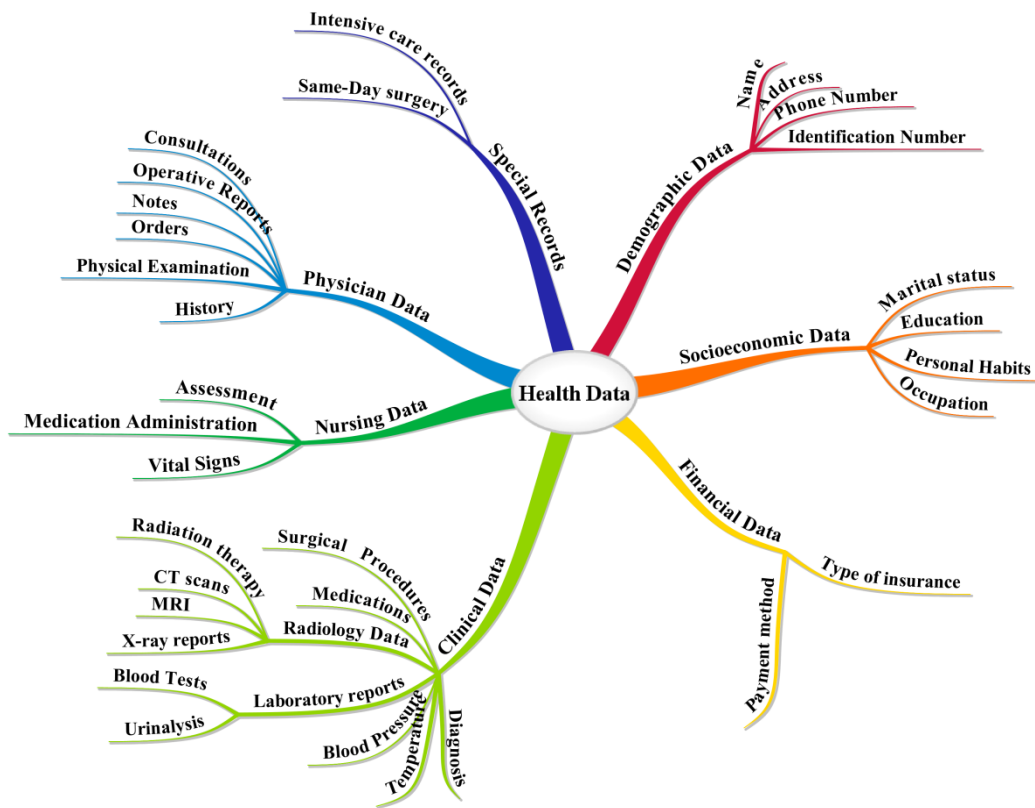 Health Data
Demographic Data
Name
Address
Phone Number
Identification Number
Socioeconomic Data
Marital status
Education
Personal Habits
Occupation
Financial Data
Type of insurance
Payment method
Clinical Data
Surgical Procedures
Medications
Radiology Data
Radiation therapy
CT scans
MRI
X-ray reports
Laboratory reports
Blood Tests
Urinalysis
Blood Pressure
Temperature
Diagnosis
Nursing Data
Assessment
Medication Administration
Vital Signs
Physician Data
Consultations
Operative Reports
Notes
Orders
Physical Examination
History
Special Records
Intensive care records
Same-Day surgery